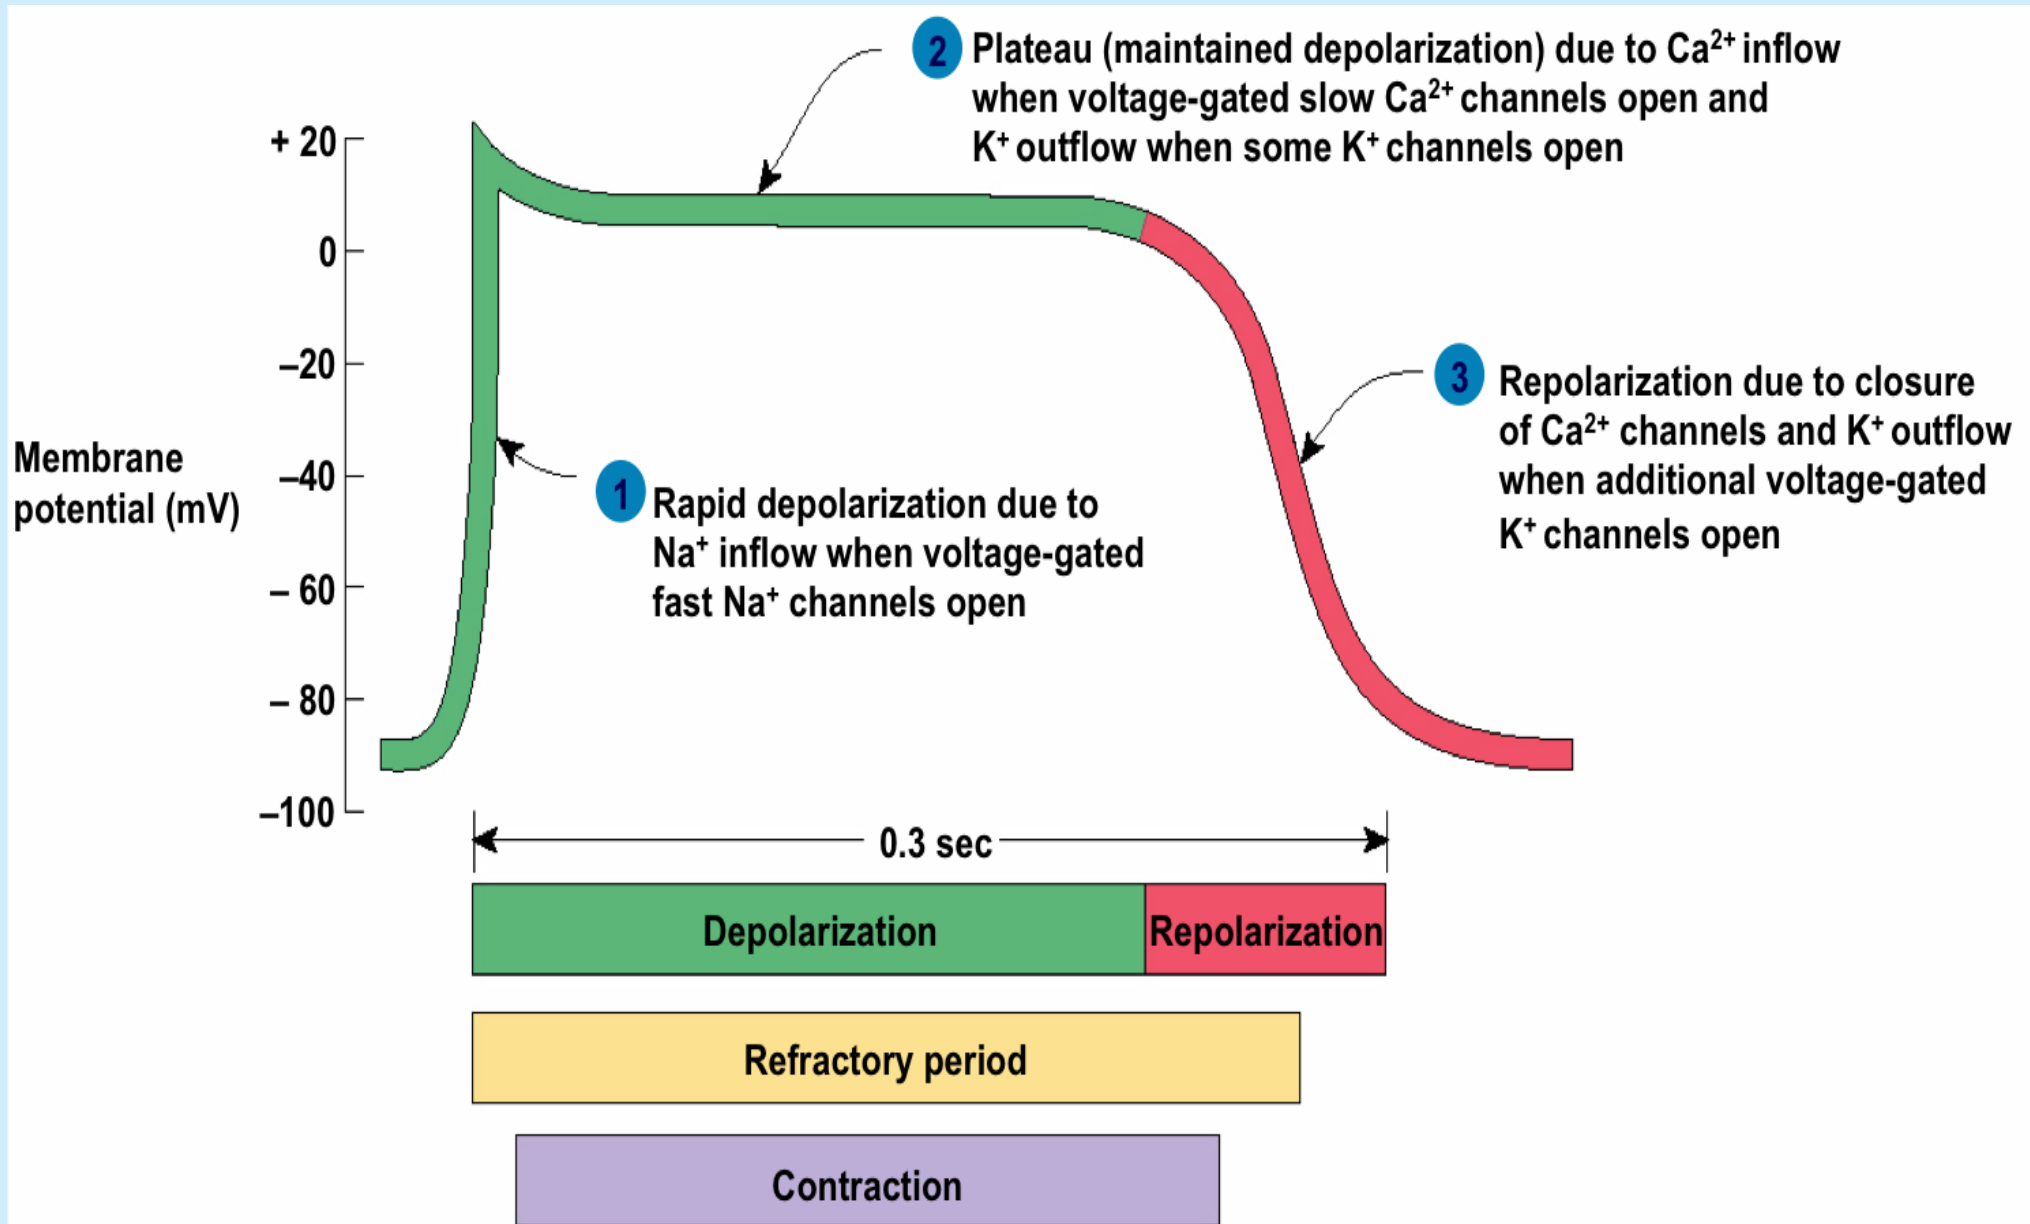 2 Plateau (maintained depolarization) due to Ca²⁺ inflow
when voltage-gated slow Ca²⁺ channels open and
K⁺ outflow when some K⁺ channels open
+ 20
0
–20
–40
– 60
– 80
–100
Membrane
potential (mV)
1 Rapid depolarization due to
Na⁺ inflow when voltage-gated
fast Na⁺ channels open
3 Repolarization due to closure
of Ca²⁺ channels and K⁺ outflow
when additional voltage-gated
K⁺ channels open
0.3 sec
Depolarization
Repolarization
Refractory period
Contraction